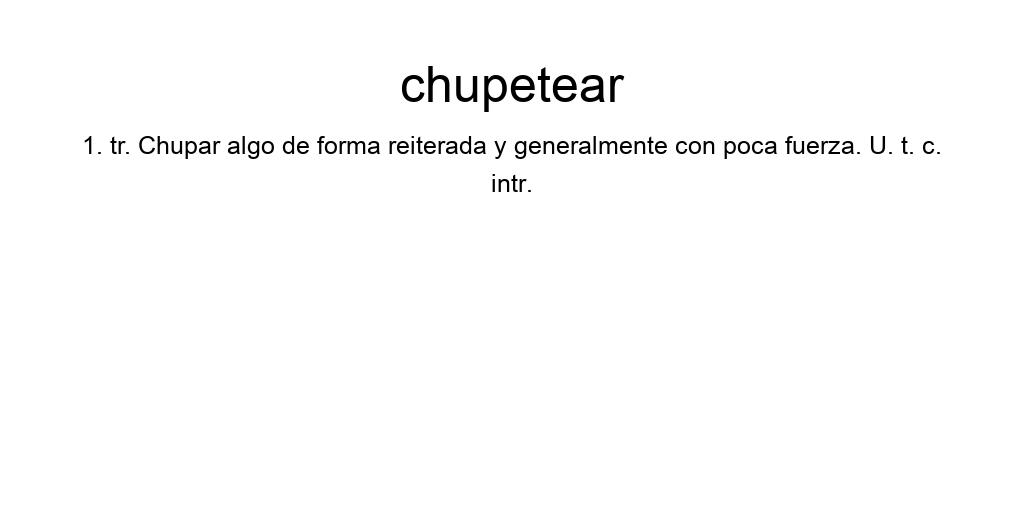 chupetear
1. tr. Chupar algo de forma reiterada y generalmente con poca fuerza. U. t. c.
intr.